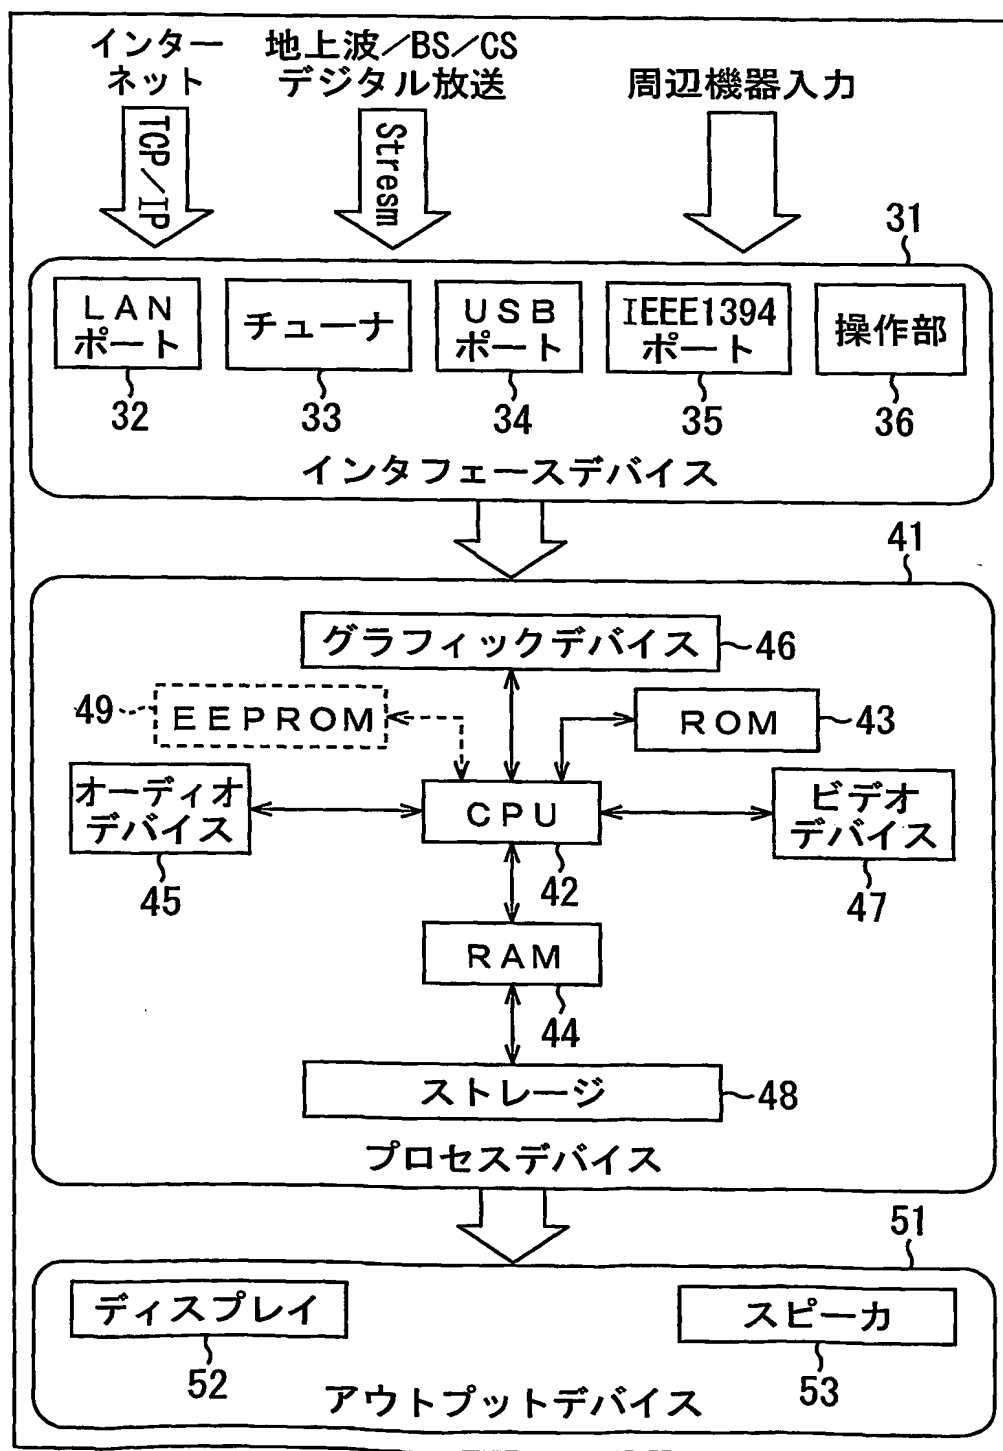 インター
ネット
地上波/BS/CS
デジタル放送
周辺機器入力
TCP/IP
Stresm
31
LAN
ポート
チューナ
USB
ポート
IEEE1394
ポート
操作部
32
33
34
35
36
インタフェースデバイス
41
グラフィックデバイス
46
49
EEPROM
ROM
43
オーディオ
デバイス
CPU
ビデオ
デバイス
45
42
47
RAM
44
ストレージ
48
プロセスデバイス
51
ディスプレイ
スピーカ
52
53
アウトプットデバイス